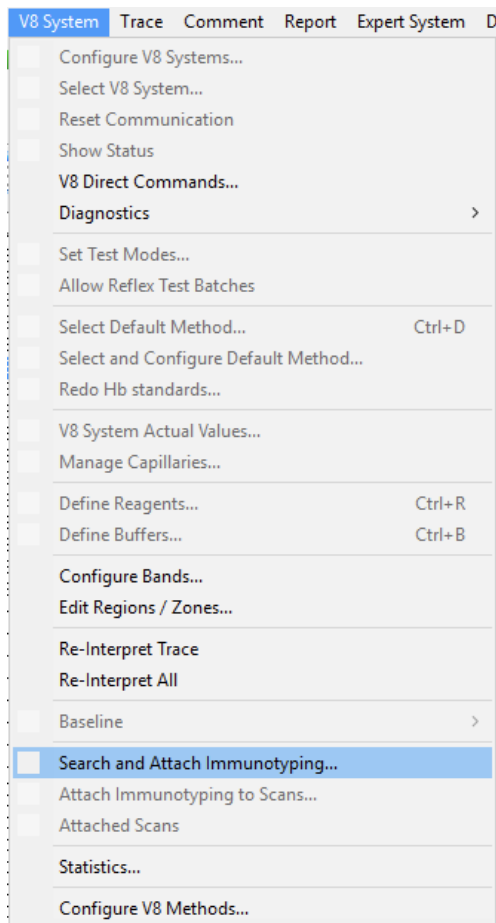 V8 System Trace Comment Report Expert System D
Configure V8 Systems...
Select V8 System...
Reset Communication
Show Status
V8 Direct Commands...
Diagnostics >
Set Test Modes...
Allow Reflex Test Batches
Select Default Method... Ctrl+D
Select and Configure Default Method...
Redo Hb standards...
V8 System Actual Values...
Manage Capillaries...
Define Reagents... Ctrl+R
Define Buffers... Ctrl+B
Configure Bands...
Edit Regions / Zones...
Re-Interpret Trace
Re-Interpret All
Baseline >
Search and Attach Immunotyping...
Attach Immunotyping to Scans...
Attached Scans
Statistics...
Configure V8 Methods...